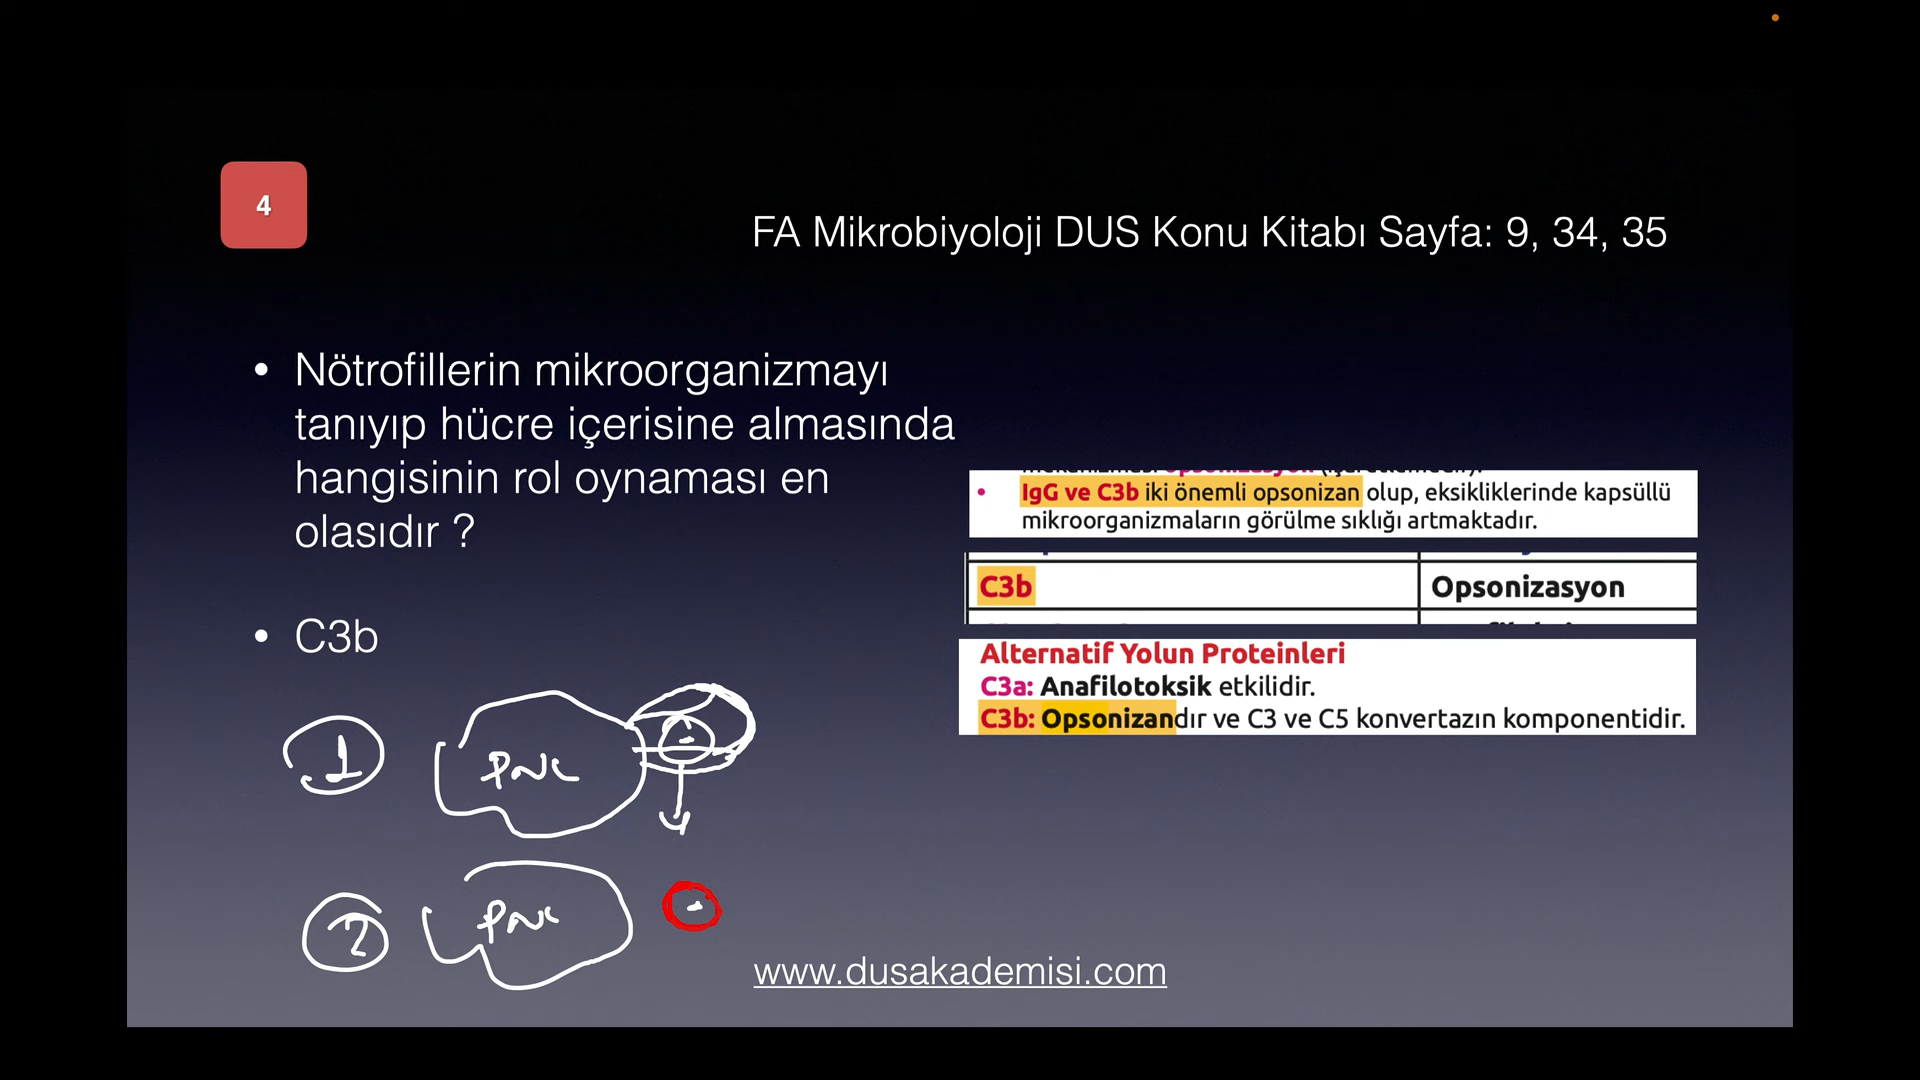 4
FA Mikrobiyoloji DUS Konu Kitabı Sayfa: 9, 34, 35
• Nötrofillerin mikroorganizmayı
tanıyıp hücre içerisine almasında
hangisinin rol oynaması en
olasıdır ?
• C3b
• IgG ve C3b iki önemli opsonizan olup, eksikliklerinde kapsüllü
mikroorganizmaların görülme sıklığı artmaktadır.
C3b Opsonizasyon
Alternatif Yolun Proteinleri
C3a: Anafilotoksik etkilidir.
C3b: Opsonizandır ve C3 ve C5 konvertazın komponentidir.
1 PNL
2 PNL
www.dusakademisi.com